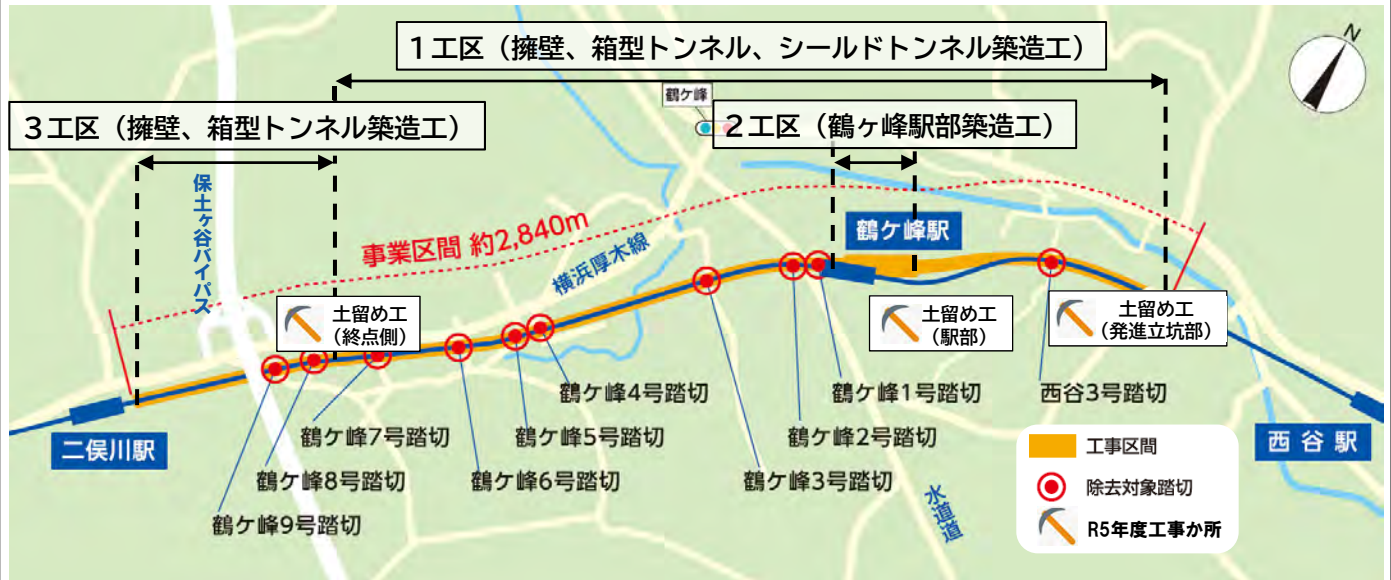 1工区（擁壁、箱型トンネル、シールドトンネル築造工）
N
鶴ケ峰
3工区（擁壁、箱型トンネル築造工）
2工区（鶴ヶ峰駅部築造工）
保土ヶ谷バイパス
事業区間 約2,840m
横浜厚木線
鶴ケ峰駅
土留め工
（終点側）
土留め工
（駅部）
土留め工
（発進立坑部）
鶴ケ峰4号踏切
鶴ケ峰1号踏切
西谷3号踏切
二俣川駅
鶴ケ峰7号踏切
鶴ケ峰5号踏切
鶴ケ峰2号踏切
西谷駅
鶴ケ峰8号踏切
鶴ケ峰6号踏切
鶴ケ峰3号踏切
鶴ケ峰9号踏切
水道道
工事区間
除去対象踏切
R5年度工事か所